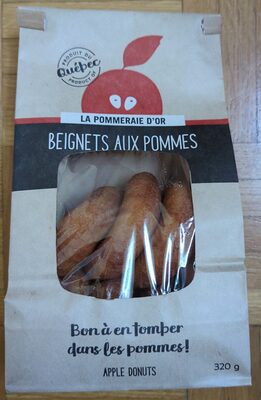 PRODUIT DU
Québec
PRODUCT OF
LA POMMERAIE D'OR
BEIGNETS AUX POMMES
Bon à en tomber
dans les pommes!
APPLE DONUTS
320 g